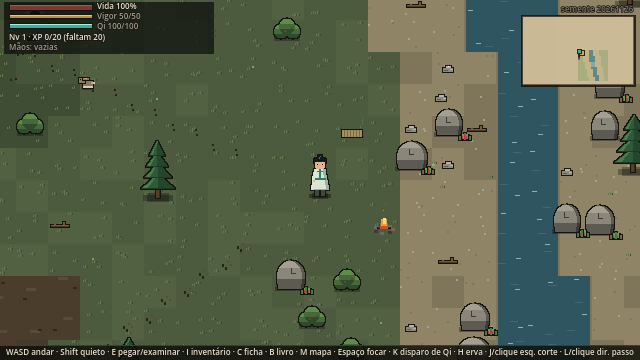 Vida 100%
Vigor 50/50
Qi 100/100
Nv 1 · XP 0/20 (faltam 20)
Mãos: vazias
semente 20261126
WASD andar · Shift quieto · E pegar/examinar · I inventário · C ficha · B livro · M mapa · Espaço focar · K disparo de Qi · H erva · J/clique esq. corte · L/clique dir. passo